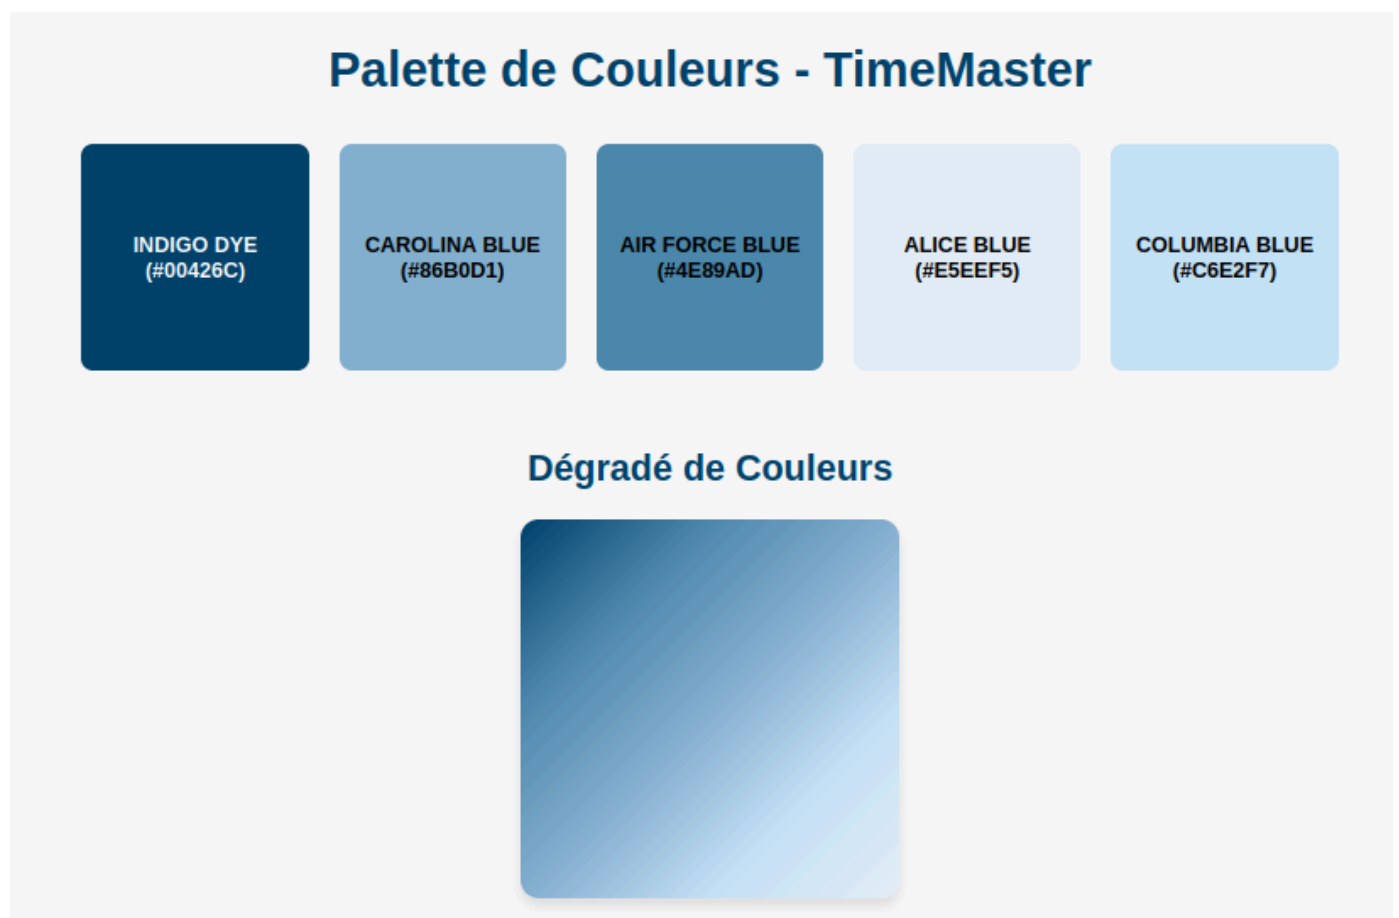 Palette de Couleurs - TimeMaster
INDIGO DYE
(#00426C)
CAROLINA BLUE
(#86B0D1)
AIR FORCE BLUE
(#4E89AD)
ALICE BLUE
(#E5EEF5)
COLUMBIA BLUE
(#C6E2F7)
Dégradé de Couleurs